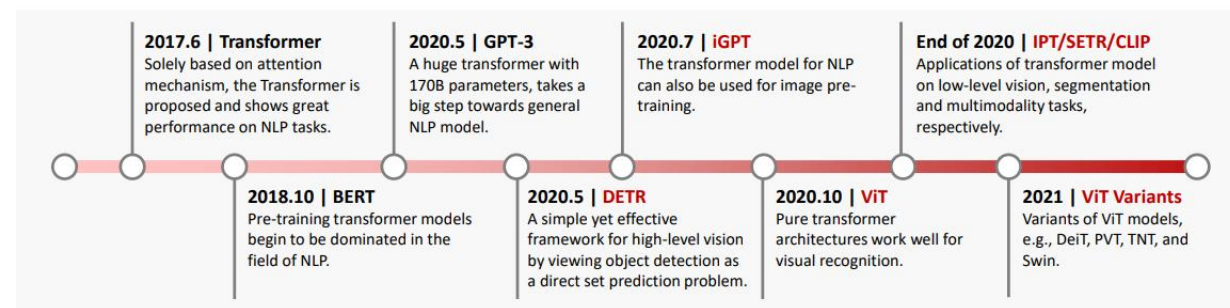 2017.6 | Transformer
Solely based on attention
mechanism, the Transformer is
proposed and shows great
performance on NLP tasks.
2020.5 | GPT-3
A huge transformer with
170B parameters, takes a
big step towards general
NLP model.
2020.7 | iGPT
The transformer model for NLP
can also be used for image pre-
training.
End of 2020 | IPT/SETR/CLIP
Applications of transformer model
on low-level vision, segmentation
and multimodality tasks,
respectively.
2018.10 | BERT
Pre-training transformer models
begin to be dominated in the
field of NLP.
2020.5 | DETR
A simple yet effective
framework for high-level vision
by viewing object detection as
a direct set prediction problem.
2020.10 | ViT
Pure transformer
architectures work well for
visual recognition.
2021 | ViT Variants
Variants of ViT models,
e.g., DeiT, PVT, TNT, and
Swin.